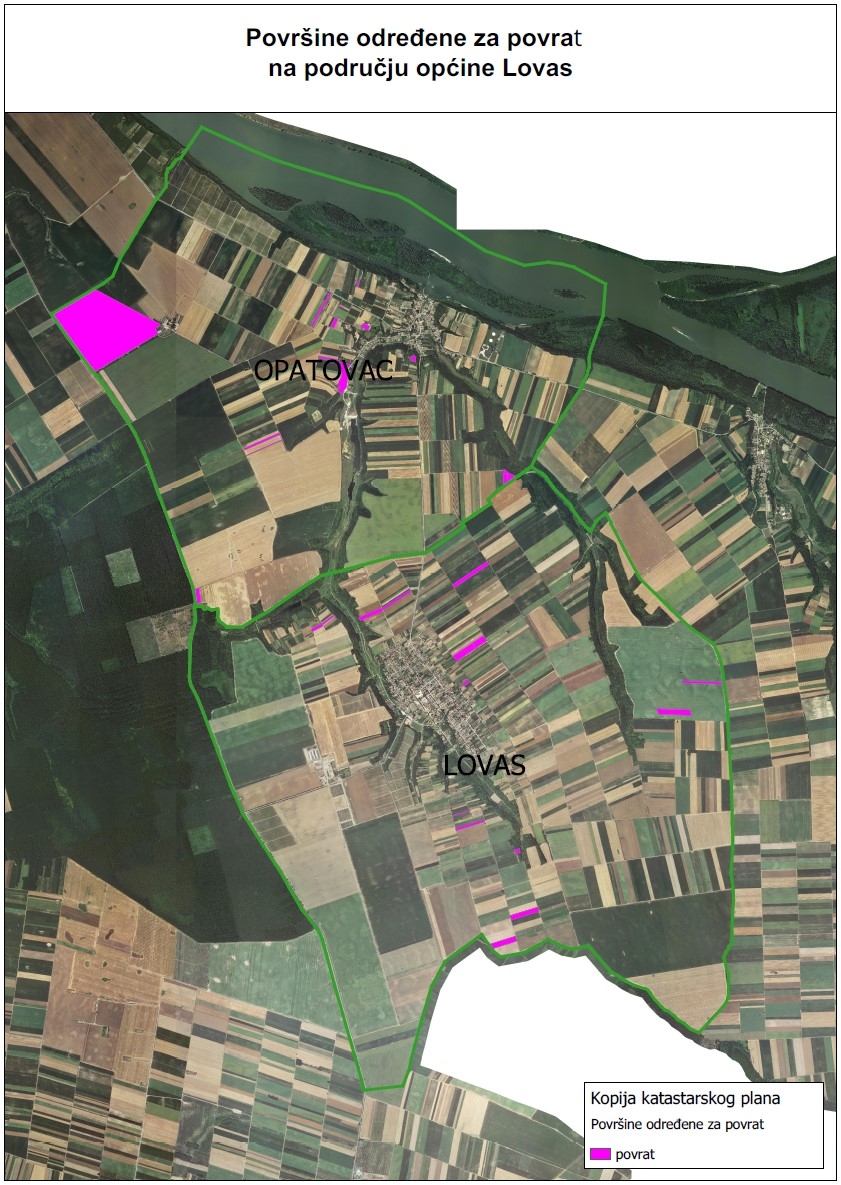 Površine određene za povrat
na području općine Lovas
OPATOVAC
LOVAS
Kopija katastarskog plana
Površine određene za povrat
povrat